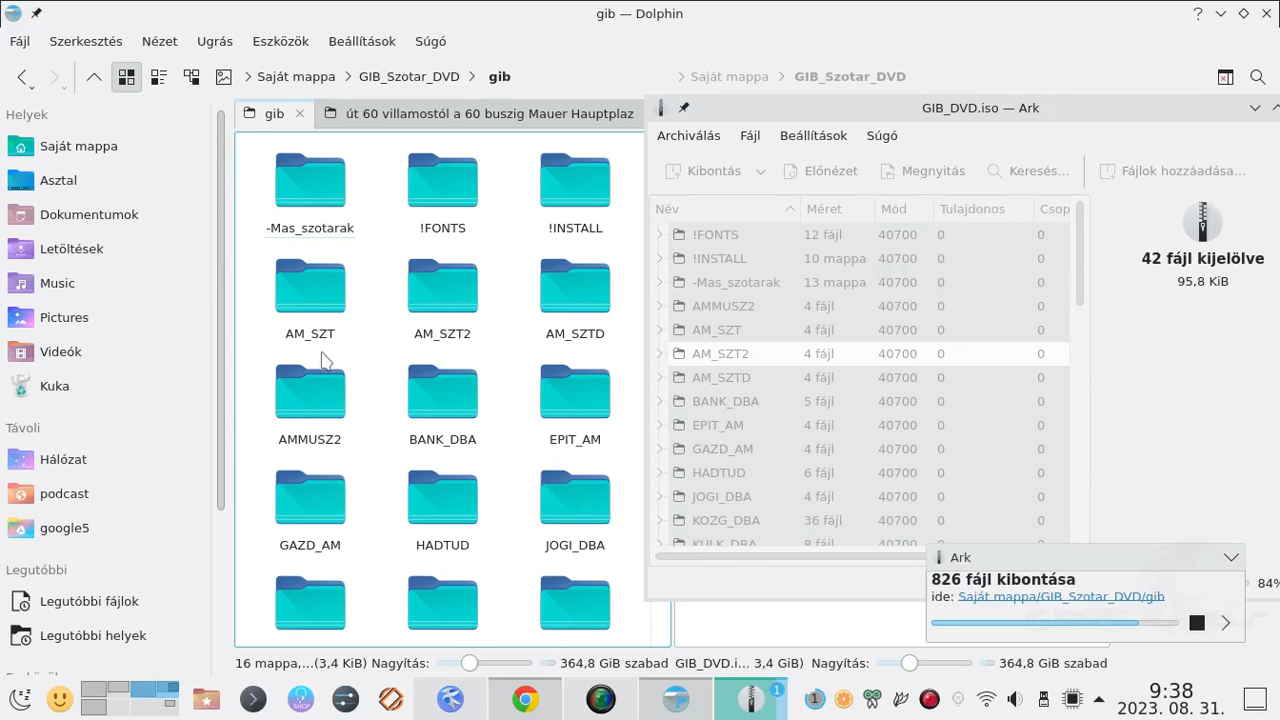 gib — Dolphin
Fájl Szerkesztés Nézet Ugrás Eszközök Beállítások Súgó
Saját mappa GIB_Szotar_DVD gib
Saját mappa GIB_Szotar_DVD
Helyek
Saját mappa
Asztal
Dokumentumok
Letöltések
Music
Pictures
Videók
Kuka
Távoli
Hálózat
podcast
google5
Legutóbbi
Legutóbbi fájlok
Legutóbbi helyek
gib út 60 villamostól a 60 buszig Mauer Hauptplaz
-Mas_szotarak !FONTS !INSTALL
AM_SZT AM_SZT2 AM_SZTD
AMMUSZ2 BANK_DBA EPIT_AM
GAZD_AM HADTUD JOGI_DBA
16 mappa,...(3,4 KiB) Nagyítás: 364,8 GiB szabad
GIB_DVD.i... 3,4 GiB) Nagyítás: 364,8 GiB szabad
GIB_DVD.iso — Ark
Archiválás Fájl Beállítások Súgó
Kibontás Előnézet Megnyitás Keresés... Fájlok hozzáadása...
Név Méret Mód Tulajdonos Csop
!FONTS 12 fájl 40700 0 0
!INSTALL 10 mappa 40700 0 0
-Mas_szotarak 13 mappa 40700 0 0
AMMUSZ2 4 fájl 40700 0 0
AM_SZT 4 fájl 40700 0 0
AM_SZT2 4 fájl 40700 0 0
AM_SZTD 4 fájl 40700 0 0
BANK_DBA 5 fájl 40700 0 0
EPIT_AM 4 fájl 40700 0 0
GAZD_AM 4 fájl 40700 0 0
HADTUD 6 fájl 40700 0 0
JOGI_DBA 4 fájl 40700 0 0
KOZG_DBA 36 fájl 40700 0 0
KULK_DBA 8 fájl 40700 0 0
42 fájl kijelölve
95,8 KiB
84%
Ark
826 fájl kibontása
ide: Saját mappa/GIB_Szotar_DVD/gib
SHOP
1
1
9:38
2023. 08. 31.